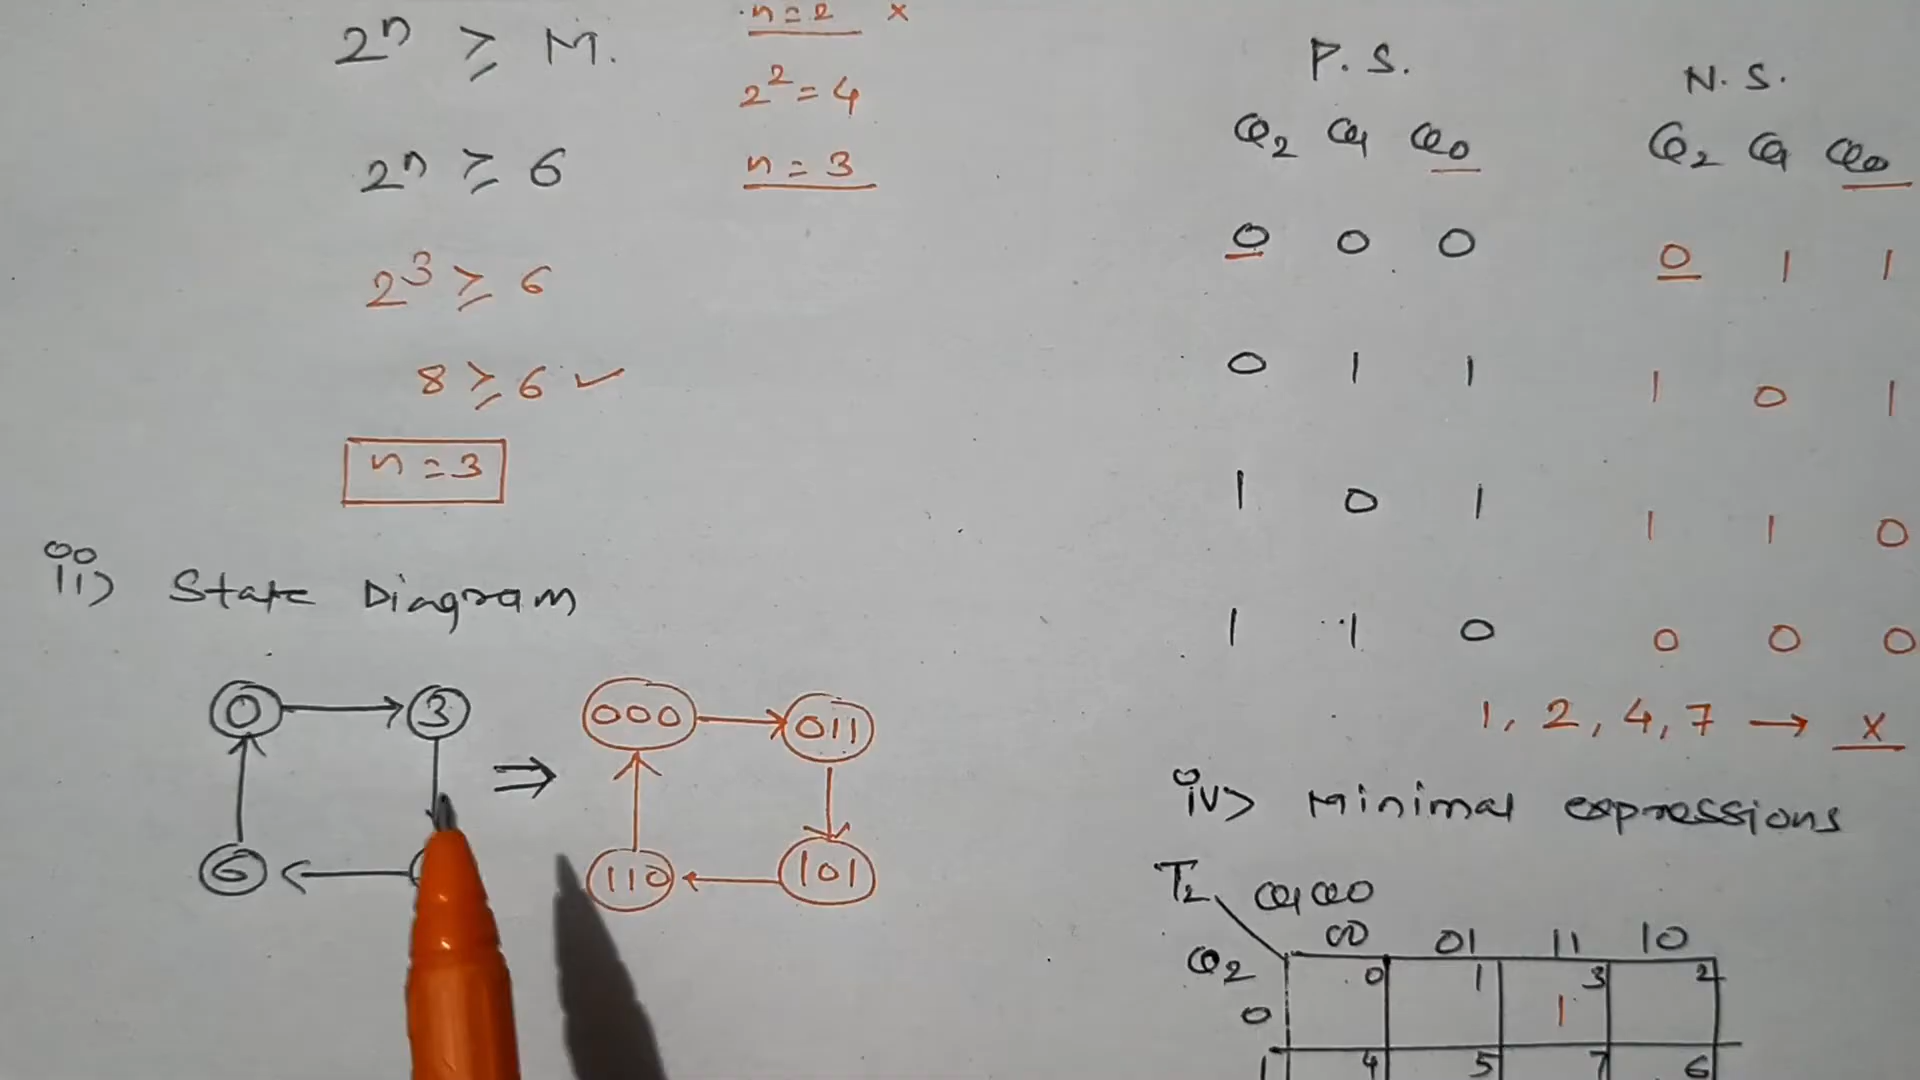 2ⁿ ≥ M.
2ⁿ ≥ 6
2³ ≥ 6
8 ≥ 6 ✓
n = 3
n = 2 x
2² = 4
n = 3
ii) State Diagram
0 → 3
6 ←
⇒
000 → 011
110 ← 101
P. S.
N. S.
Q₂ Q₁ Q₀ Q₂ Q₁ Q₀
0 0 0 0 1 1
0 1 1 1 0 1
1 0 1 1 1 0
1 1 0 0 0 0
1, 2, 4, 7 → x
iv) Minimal expressions
T₂ Q₁Q₀
Q₂ 00 01 11 10
0 1 3 2
0 1
1 4 5 7 6